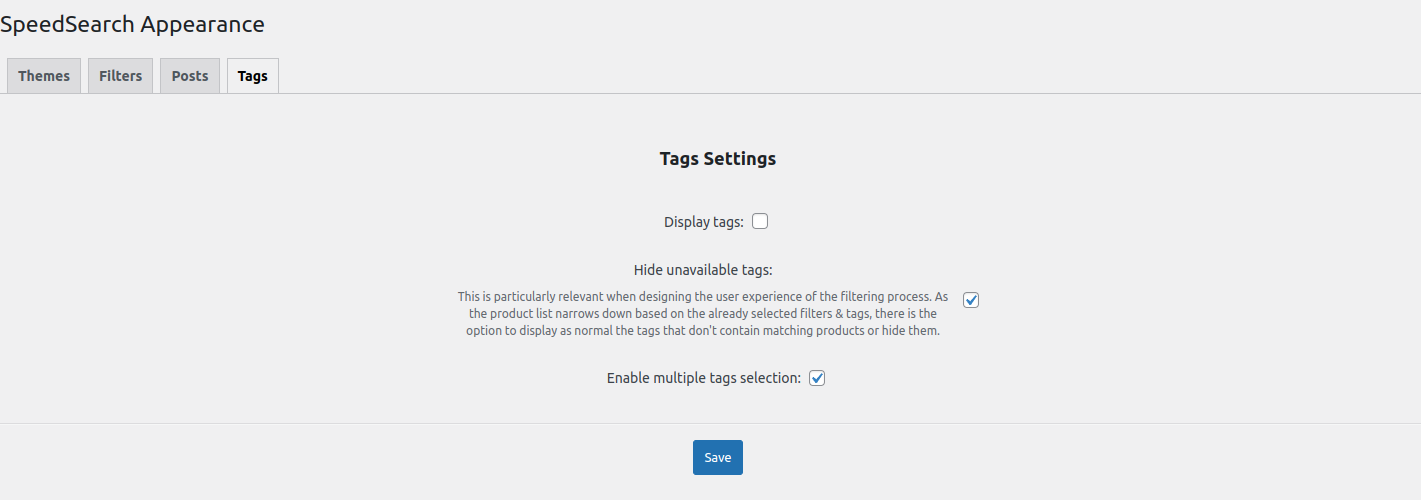 SpeedSearch Appearance
Themes
Filters
Posts
Tags
Tags Settings
Display tags:
Hide unavailable tags:
This is particularly relevant when designing the user experience of the filtering process. As
the product list narrows down based on the already selected filters & tags, there is the
option to display as normal the tags that don't contain matching products or hide them.
Enable multiple tags selection:
Save